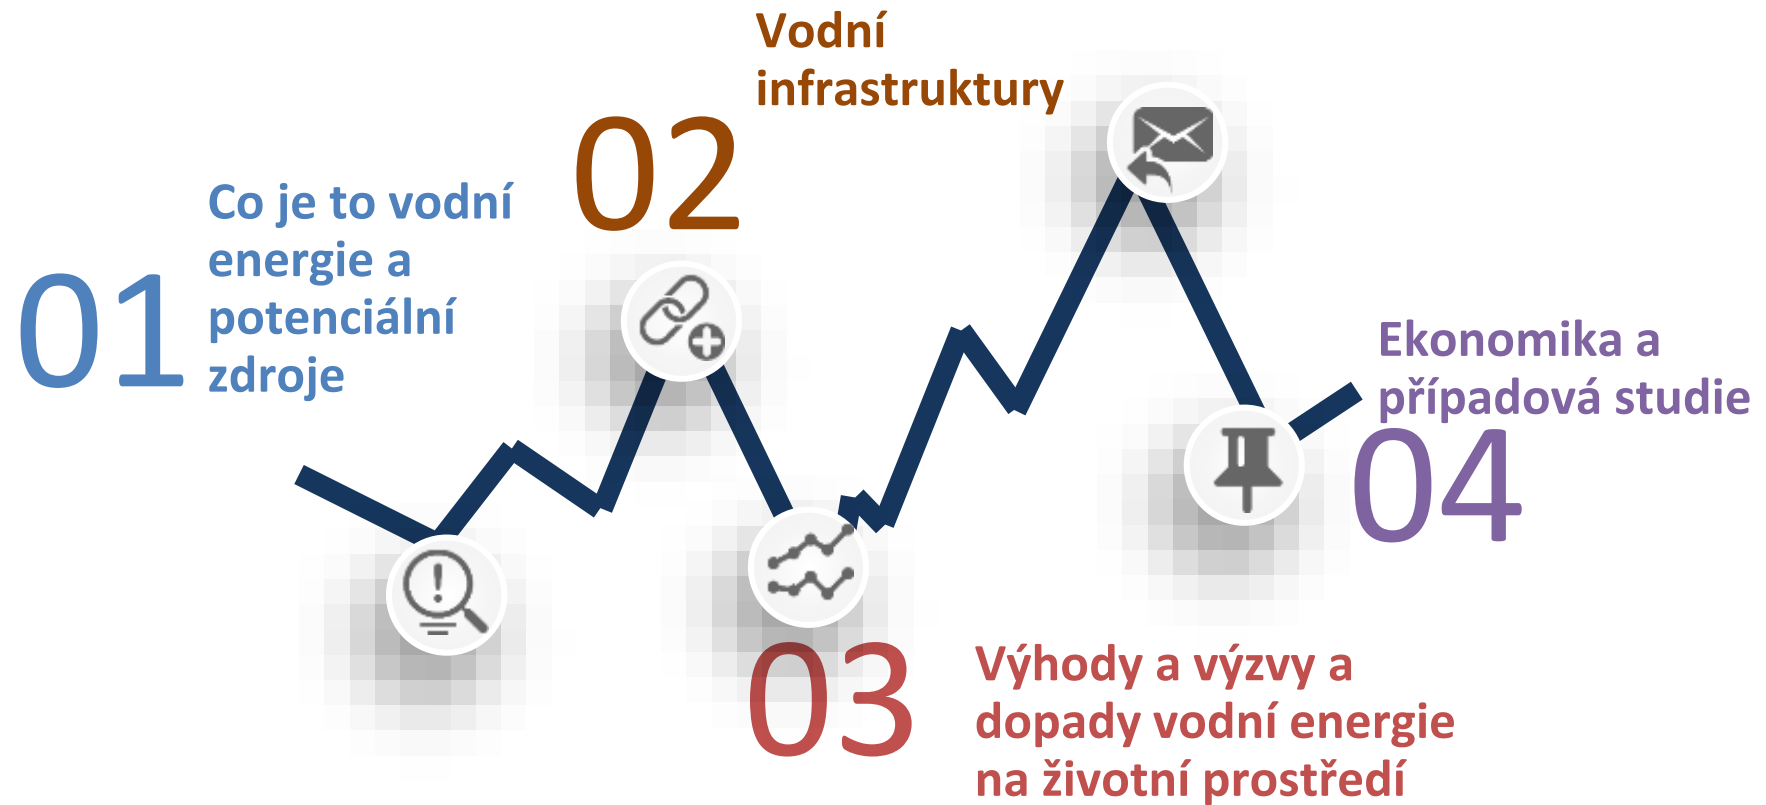 01
Co je to vodní
energie a
potenciální
zdroje
02
Vodní
infrastruktury
03
Výhody a výzvy a
dopady vodní energie
na životní prostředí
04
Ekonomika a
případová studie